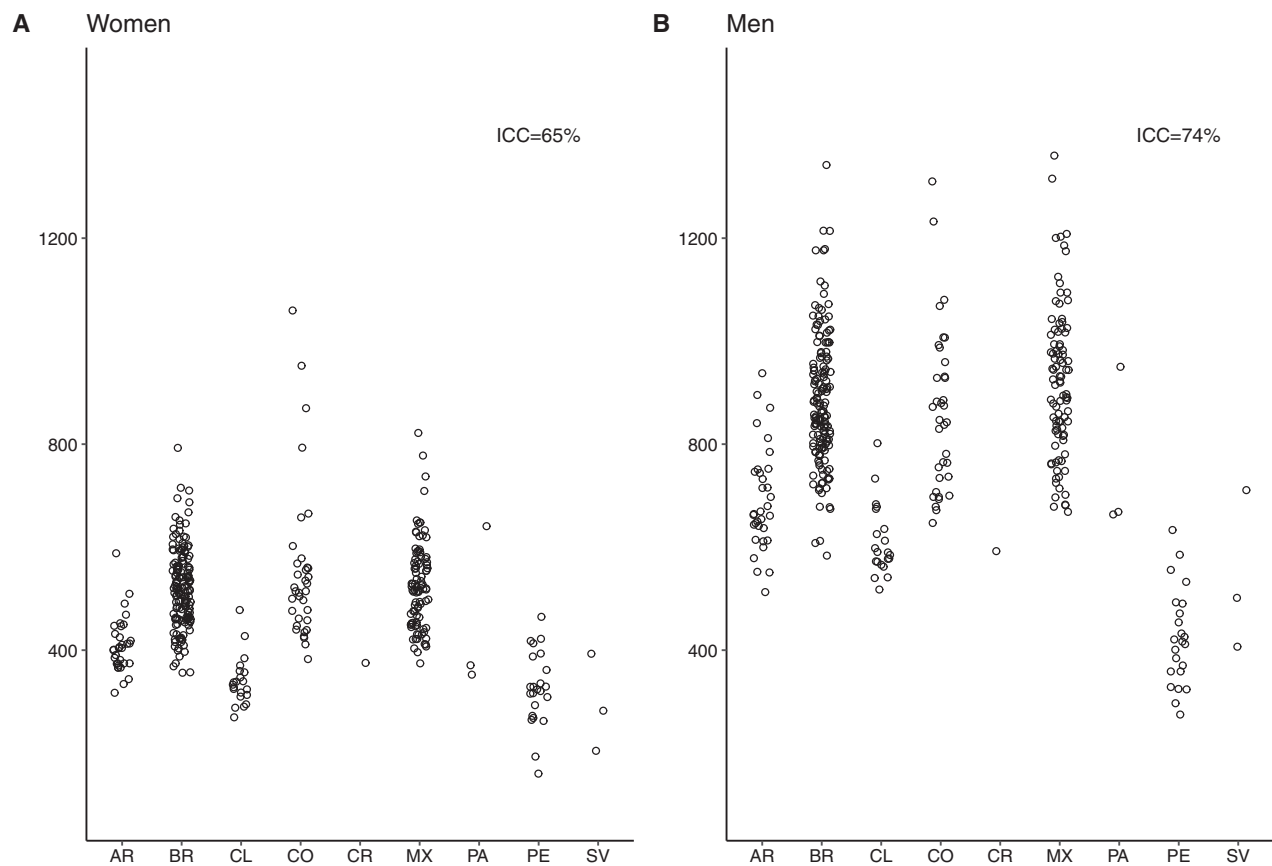 A Women
ICC=65%
1200
800
400
AR BR CL CO CR MX PA PE SV
B Men
ICC=74%
1200
800
400
AR BR CL CO CR MX PA PE SV